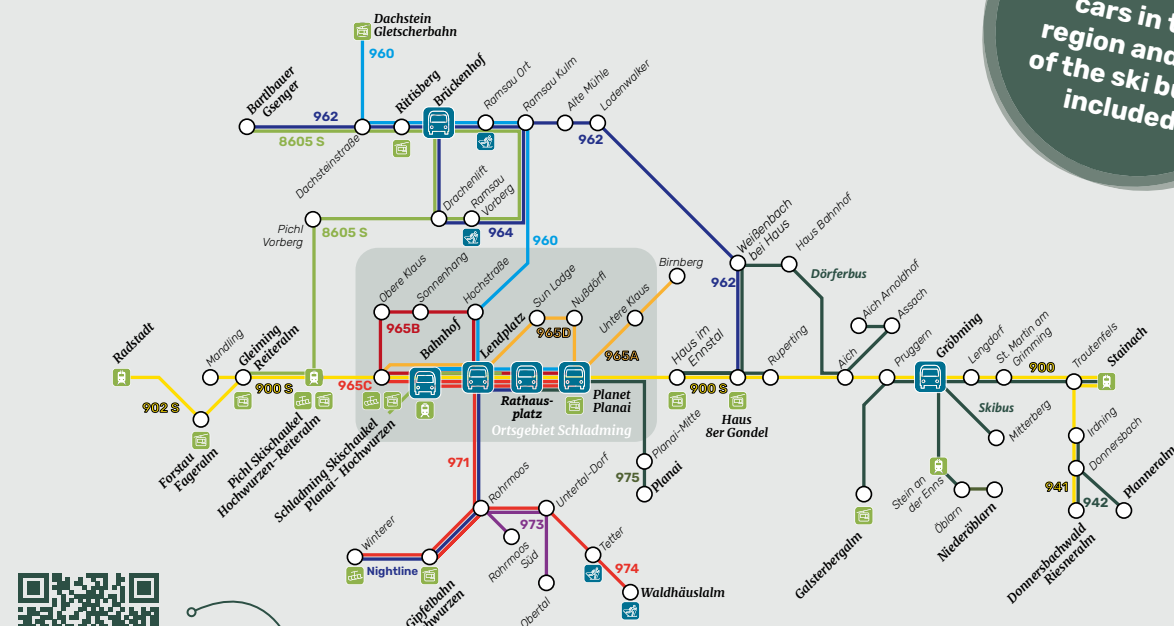 cars in t
region and
of the ski bu
included
Dachstein
Gletscherbahn
960
Bartlbauer
Gsenger
962
8605 S
Dachsteinstraße
Rittisberg
Brückenhof
Ramsau Ort
Ramsau Kulm
Alte Mühle
Lodenwalker
962
Drachenlift
Ramsau
Vorberg
964
Pichl
Vorberg
8605 S
960
Weißenbach
bei Haus
Haus Bahnhof
962
Dörferbus
Birnberg
Obere Klaus
Sonnenhang
Hochstraße
Sun Lodge
Nußdörfl
Untere Klaus
965B
965D
965A
Bahnhof
Lendplatz
Aich Arnoldhof
Assach
Radstadt
Mandling
Gleiming
Reiteralm
900 S
902 S
965C
Rathaus-
platz
Planet
Planai
Ortsgebiet Schladming
Haus im
Ennstal
900 S
Ruperting
Haus
8er Gondel
Aich
Pruggern
Gröbming
Lengdorf
St. Martin am
Grimming
900
Trautenfels
Stainach
Skibus
Mitterberg
Forstau
Fageralm
Pichl Skischaukel
Hochwurzen-Reiteralm
Schladming Skischaukel
Planai- Hochwurzen
971
Planai-Mitte
975
Planai
Irdning
Donnersbach
941
942
Planneralm
Donnersbachwald
Riesneralm
Stein an
der Enns
Öblarn
Niederöblarn
Galsterbergalm
Rohrmoos
Untertal-Dorf
973
Winterer
Nightline
Gipfelbahn
Rohrmoos
Süd
Obertal
Tetter
974
Waldhäuslalm